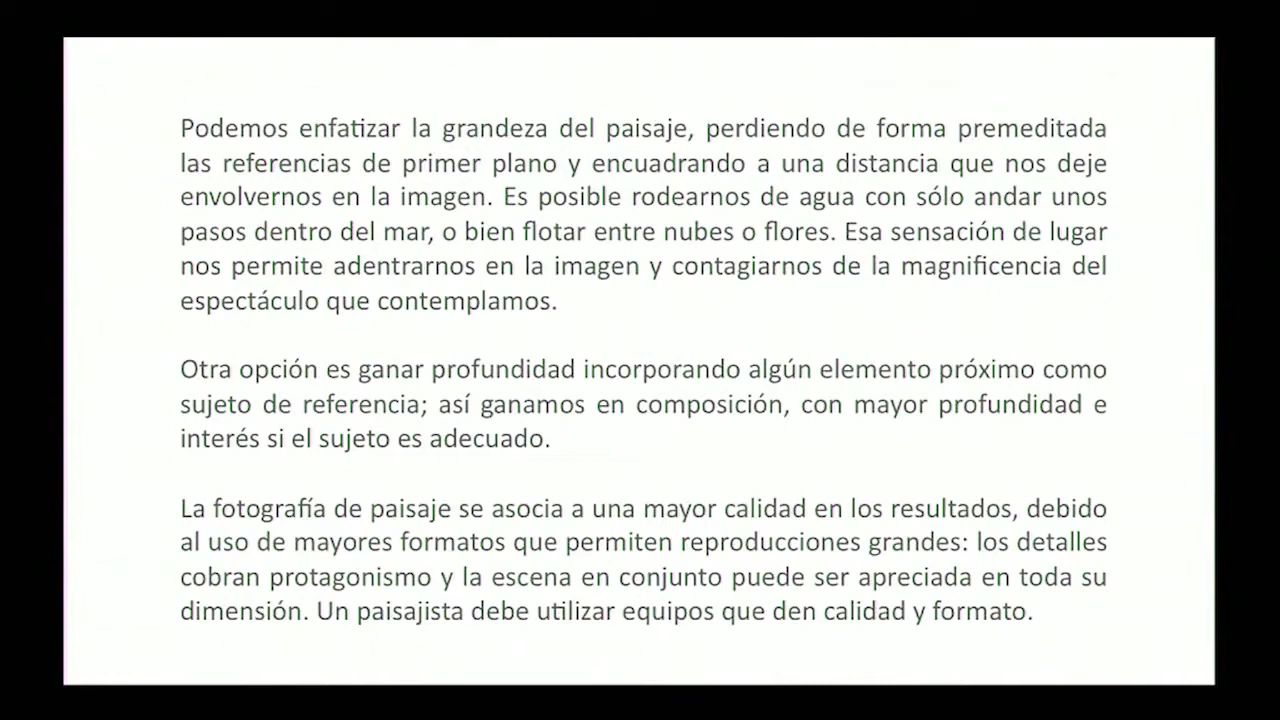 Podemos enfatizar la grandeza del paisaje, perdiendo de forma premeditada
las referencias de primer plano y encuadrando a una distancia que nos deje
envolvernos en la imagen. Es posible rodearnos de agua con sólo andar unos
pasos dentro del mar, o bien flotar entre nubes o flores. Esa sensación de lugar
nos permite adentrarnos en la imagen y contagiarnos de la magnificencia del
espectáculo que contemplamos.
Otra opción es ganar profundidad incorporando algún elemento próximo como
sujeto de referencia; así ganamos en composición, con mayor profundidad e
interés si el sujeto es adecuado.
La fotografía de paisaje se asocia a una mayor calidad en los resultados, debido
al uso de mayores formatos que permiten reproducciones grandes: los detalles
cobran protagonismo y la escena en conjunto puede ser apreciada en toda su
dimensión. Un paisajista debe utilizar equipos que den calidad y formato.